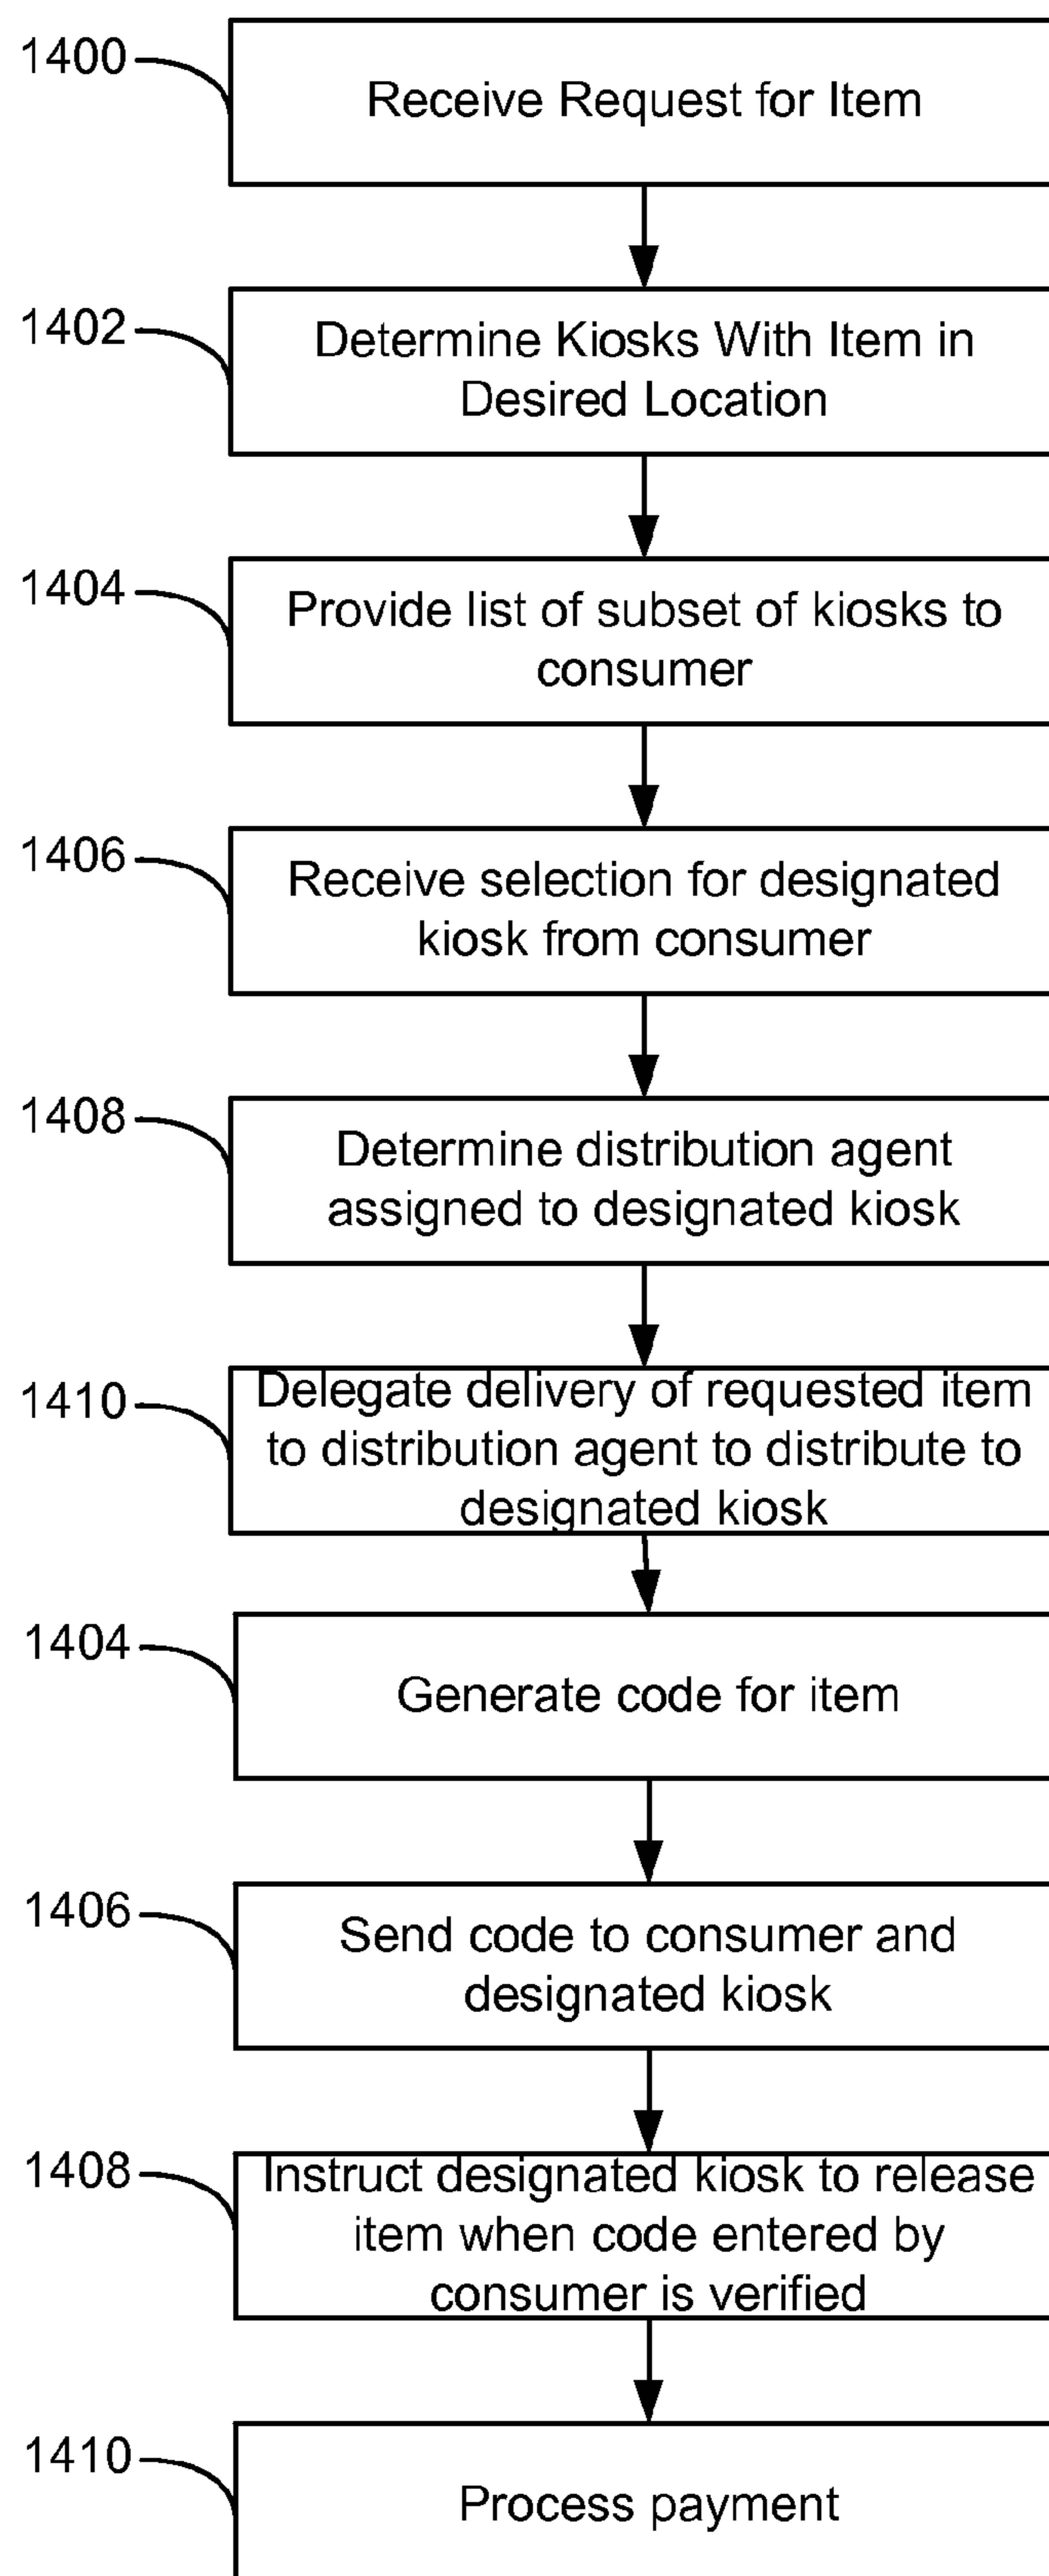 1400
Receive Request for Item
1402
Determine Kiosks With Item in
Desired Location
1404
Provide list of subset of kiosks to
consumer
1406
Receive selection for designated
kiosk from consumer
1408
Determine distribution agent
assigned to designated kiosk
1410
Delegate delivery of requested item
to distribution agent to distribute to
designated kiosk
1404
Generate code for item
1406
Send code to consumer and
designated kiosk
1408
Instruct designated kiosk to release
item when code entered by
consumer is verified
1410
Process payment